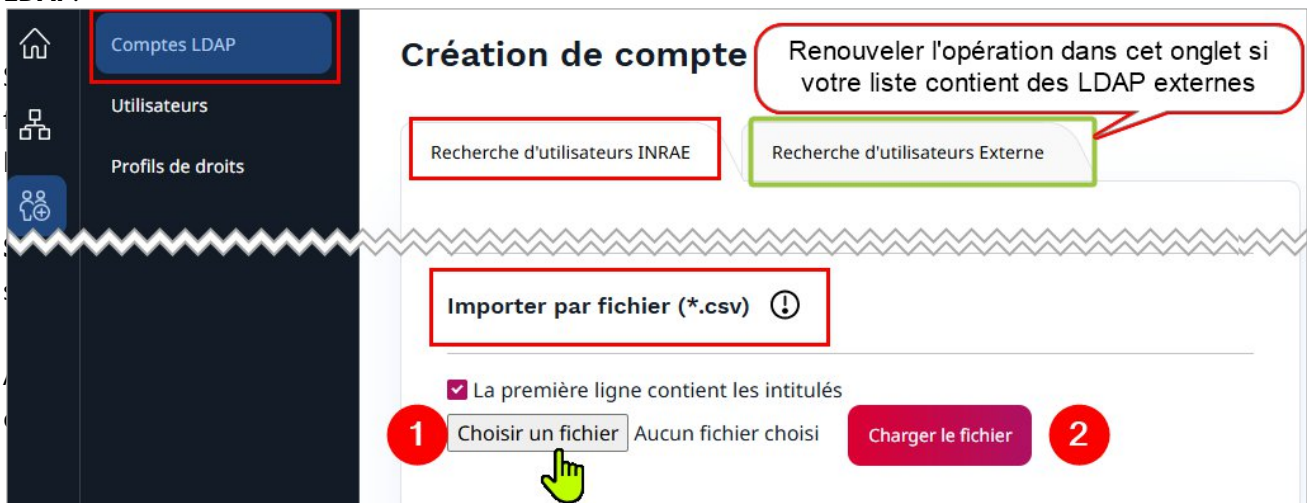 Comptes LDAP
Utilisateurs
Profils de droits
Création de compte
Renouveler l'opération dans cet onglet si
votre liste contient des LDAP externes
Recherche d'utilisateurs INRAE
Recherche d'utilisateurs Externe
Importer par fichier (*.csv)
La première ligne contient les intitulés
1 Choisir un fichier Aucun fichier choisi Charger le fichier 2